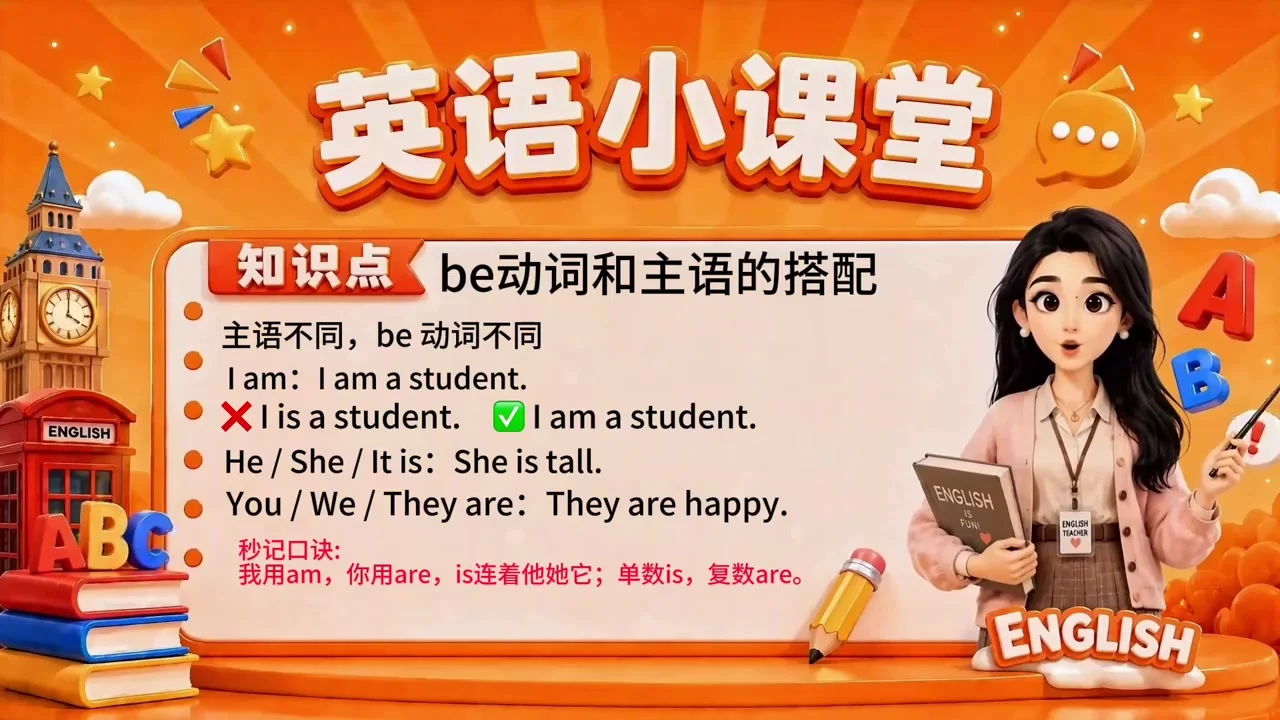 英语小课堂
知识点
be动词和主语的搭配
主语不同，be 动词不同
I am：I am a student.
❌ I is a student. ✅ I am a student.
He / She / It is：She is tall.
You / We / They are：They are happy.
秒记口诀:
我用am，你用are，is连着他她它；单数is，复数are。
ENGLISH
ABC
A
B
!
ENGLISH
IS
FUN!
ENGLISH
TEACHER
ENGLISH